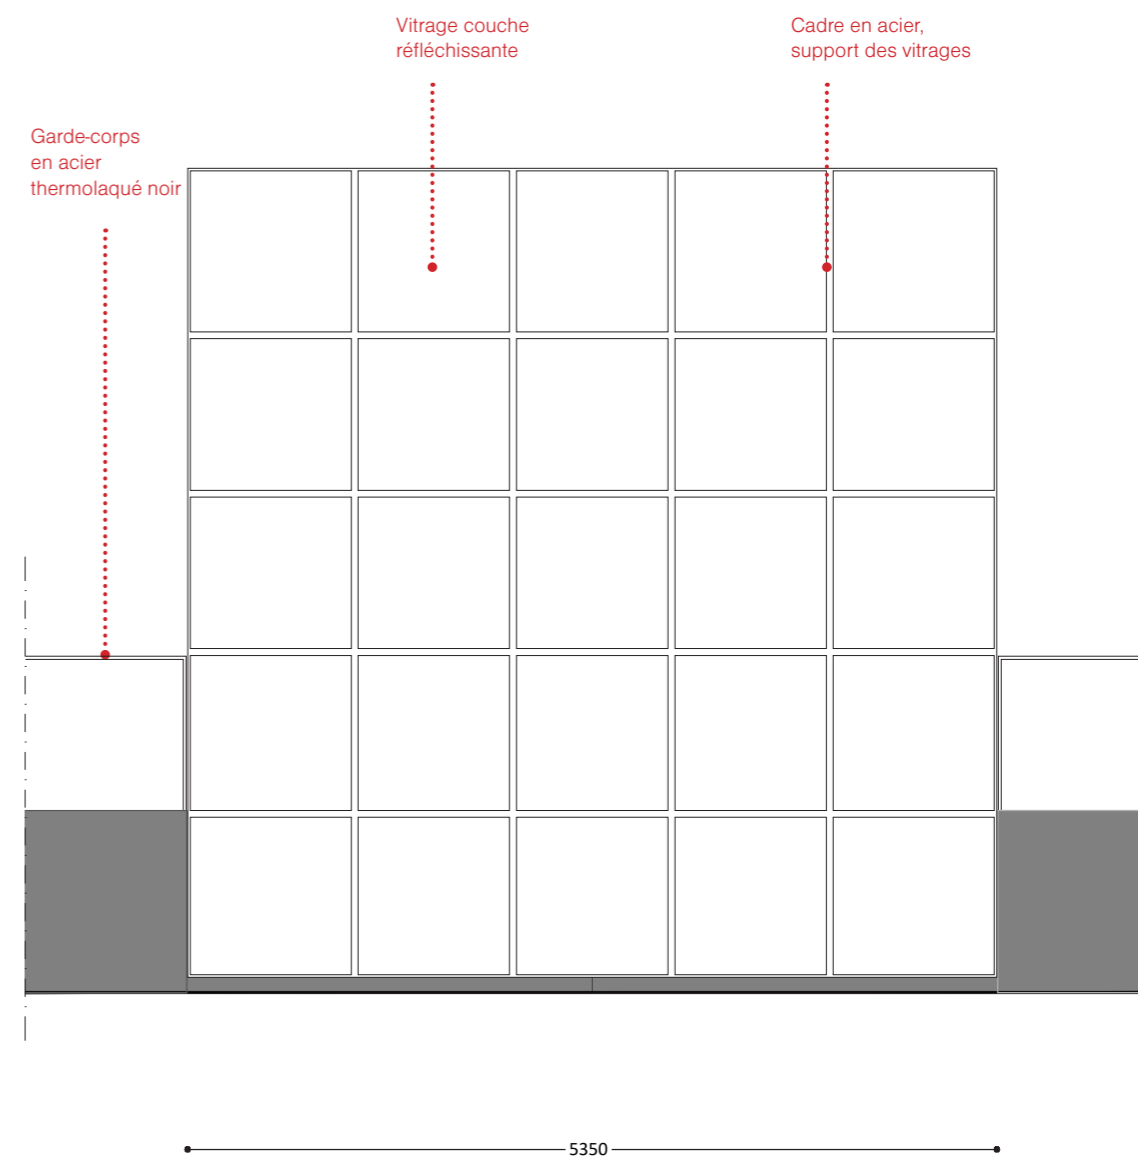 Vitrage couche
réfléchissante
Cadre en acier,
support des vitrages
Garde-corps
en acier
thermolaqué noir
5350